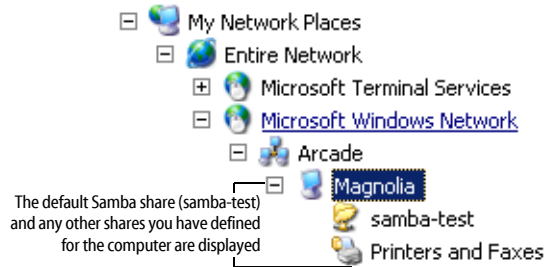 My Network Places
Entire Network
Microsoft Terminal Services
Microsoft Windows Network
Arcade
Magnolia
The default Samba share (samba-test)
and any other shares you have defined
for the computer are displayed
samba-test
Printers and Faxes